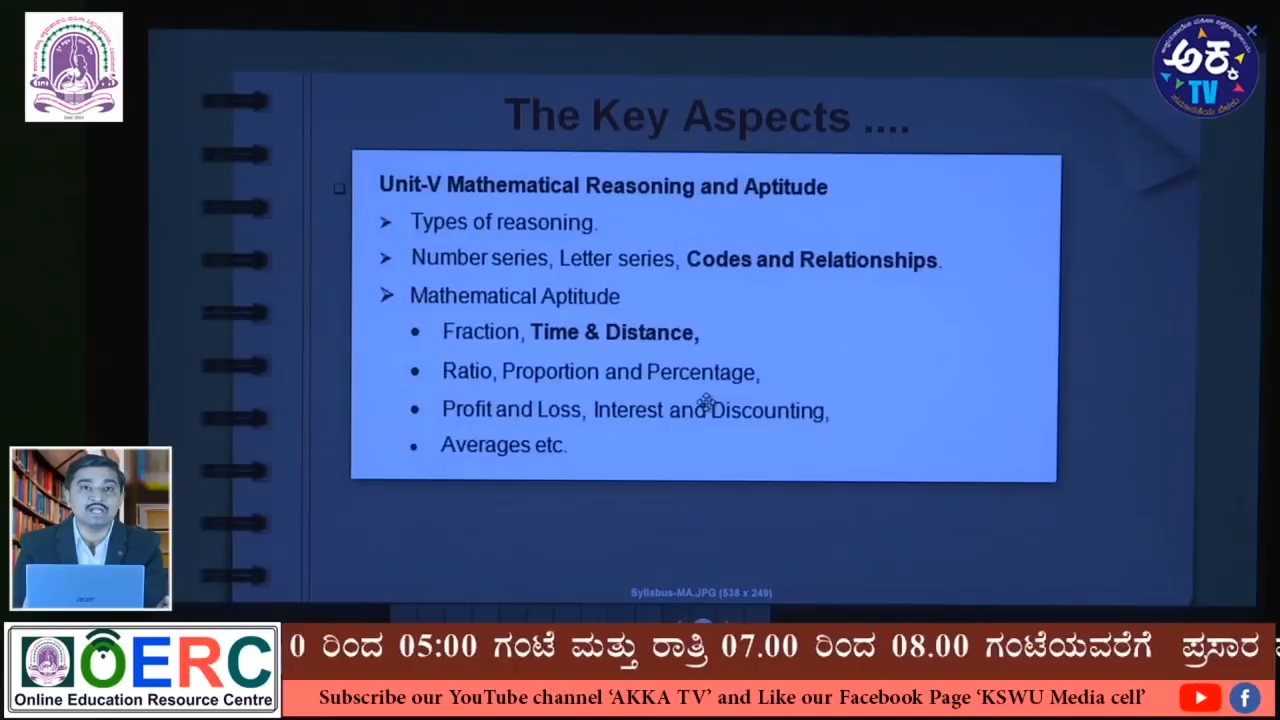 ಅಕ್ಕ
TV
The Key Aspects ....
Unit-V Mathematical Reasoning and Aptitude
Types of reasoning.
Number series, Letter series, Codes and Relationships.
Mathematical Aptitude
Fraction, Time & Distance,
Ratio, Proportion and Percentage,
Profit and Loss, Interest and Discounting,
Averages etc.
Syllabus-MA.JPG (538 x 249)
acer
OERC
Online Education Resource Centre
0 ರಿಂದ 05:00 ಗಂಟೆ ಮತ್ತು ರಾತ್ರಿ 07.00 ರಿಂದ 08.00 ಗಂಟೆಯವರೆಗೆ ಪ್ರಸಾರ
Subscribe our YouTube channel ‘AKKA TV’ and Like our Facebook Page ‘KSWU Media cell’